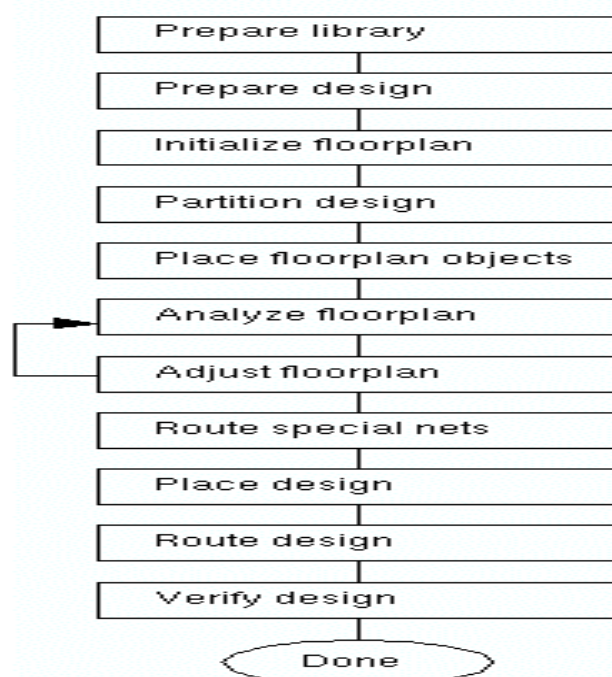 Prepare library
Prepare design
Initialize floorplan
Partition design
Place floorplan objects
Analyze floorplan
Adjust floorplan
Route special nets
Place design
Route design
Verify design
Done